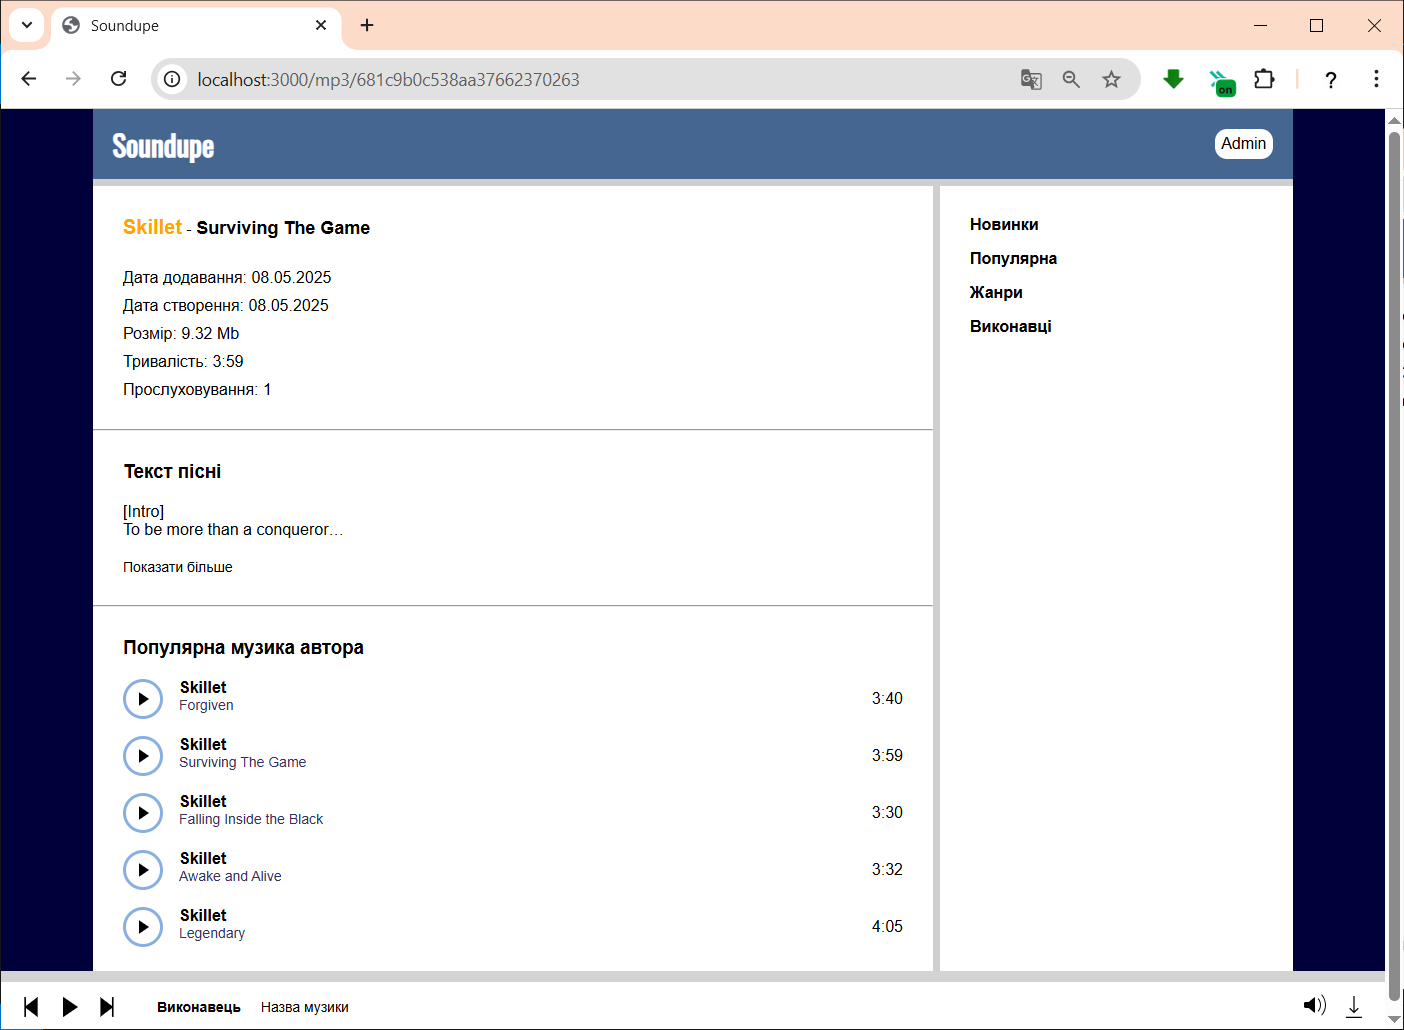 Soundupe
localhost:3000/mp3/681c9b0c538aa37662370263
on
?
Soundupe
Admin
Skillet - Surviving The Game
Дата додавання: 08.05.2025
Дата створення: 08.05.2025
Розмір: 9.32 Mb
Тривалість: 3:59
Прослуховування: 1
Новинки
Популярна
Жанри
Виконавці
Текст пісні
[Intro]
To be more than a conqueror…
Показати більше
Популярна музика автора
Skillet
Forgiven
3:40
Skillet
Surviving The Game
3:59
Skillet
Falling Inside the Black
3:30
Skillet
Awake and Alive
3:32
Skillet
Legendary
4:05
Виконавець Назва музики